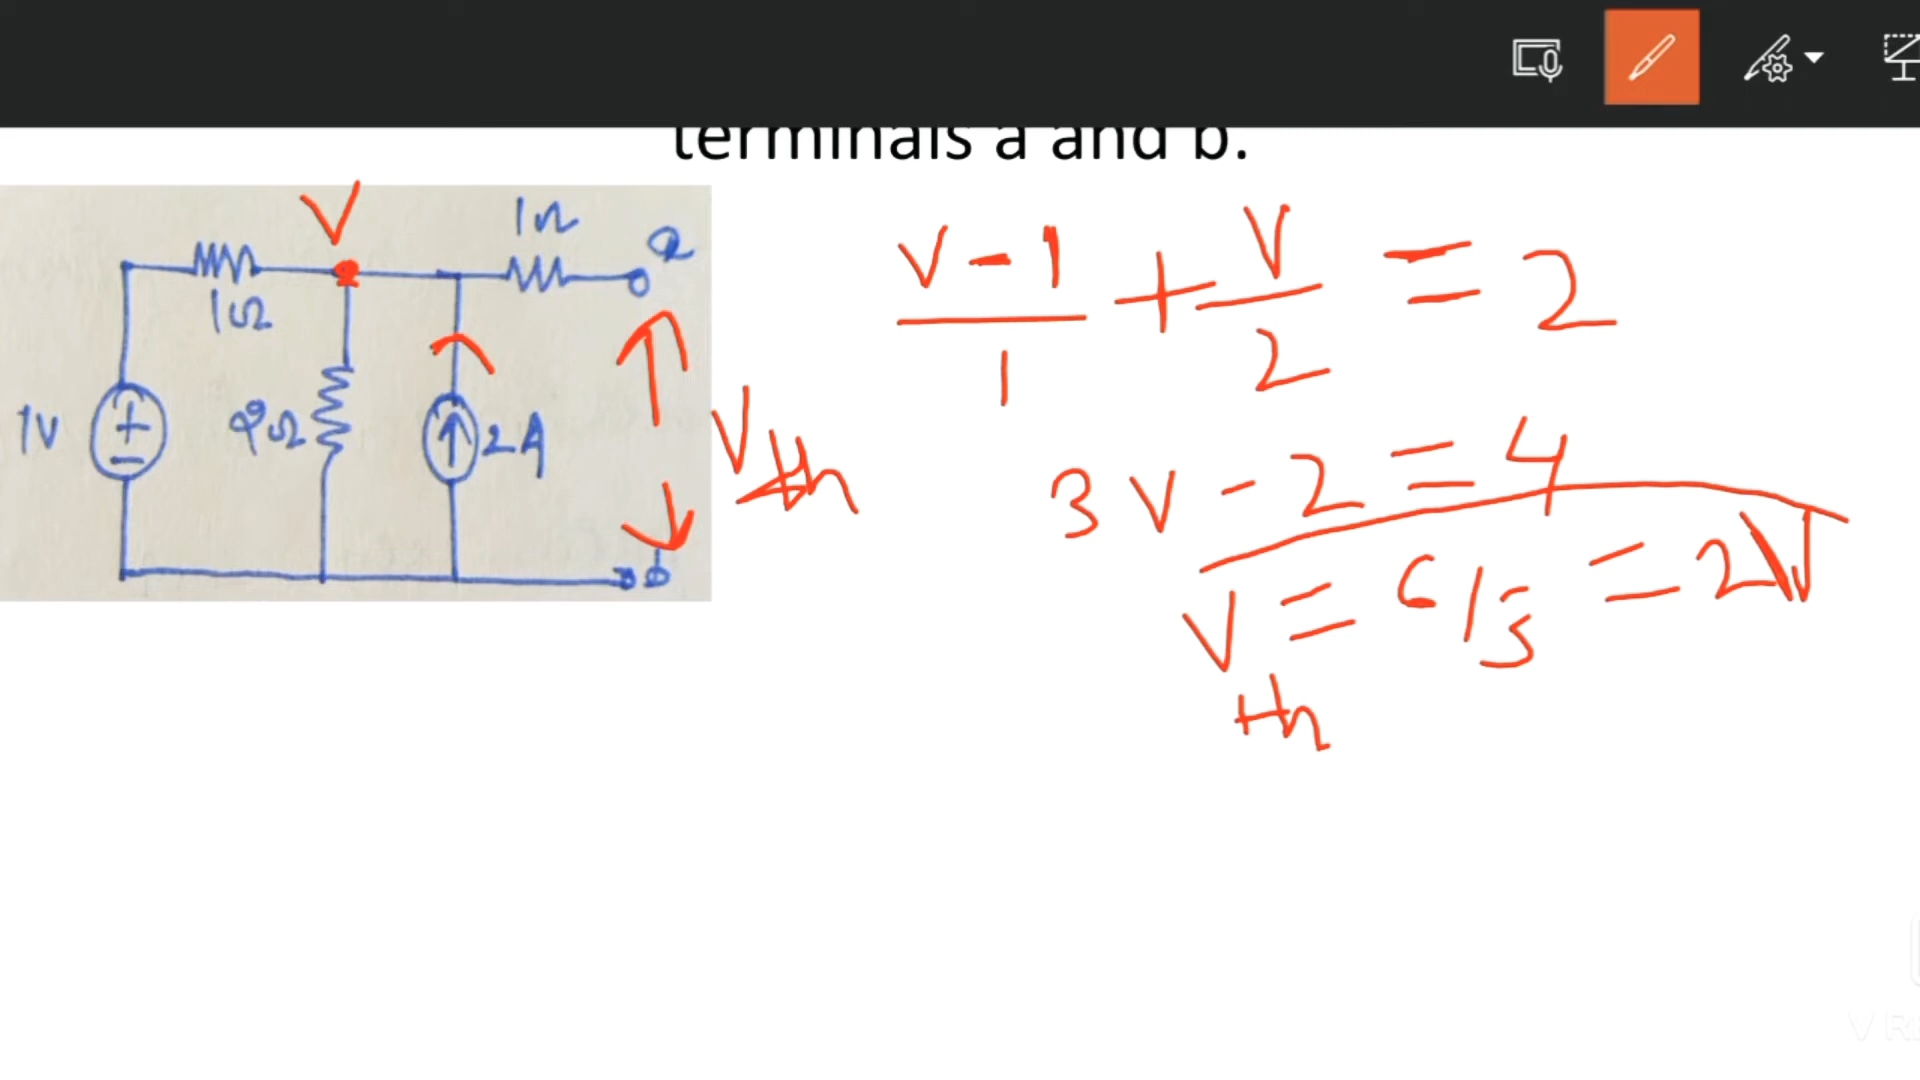 terminals a and b.
V
1Ω
a
1Ω
1V
2Ω
2A
b
Vth
V-1/1 + V/2 = 2
3V - 2 = 4
Vth = 6/3 = 2V